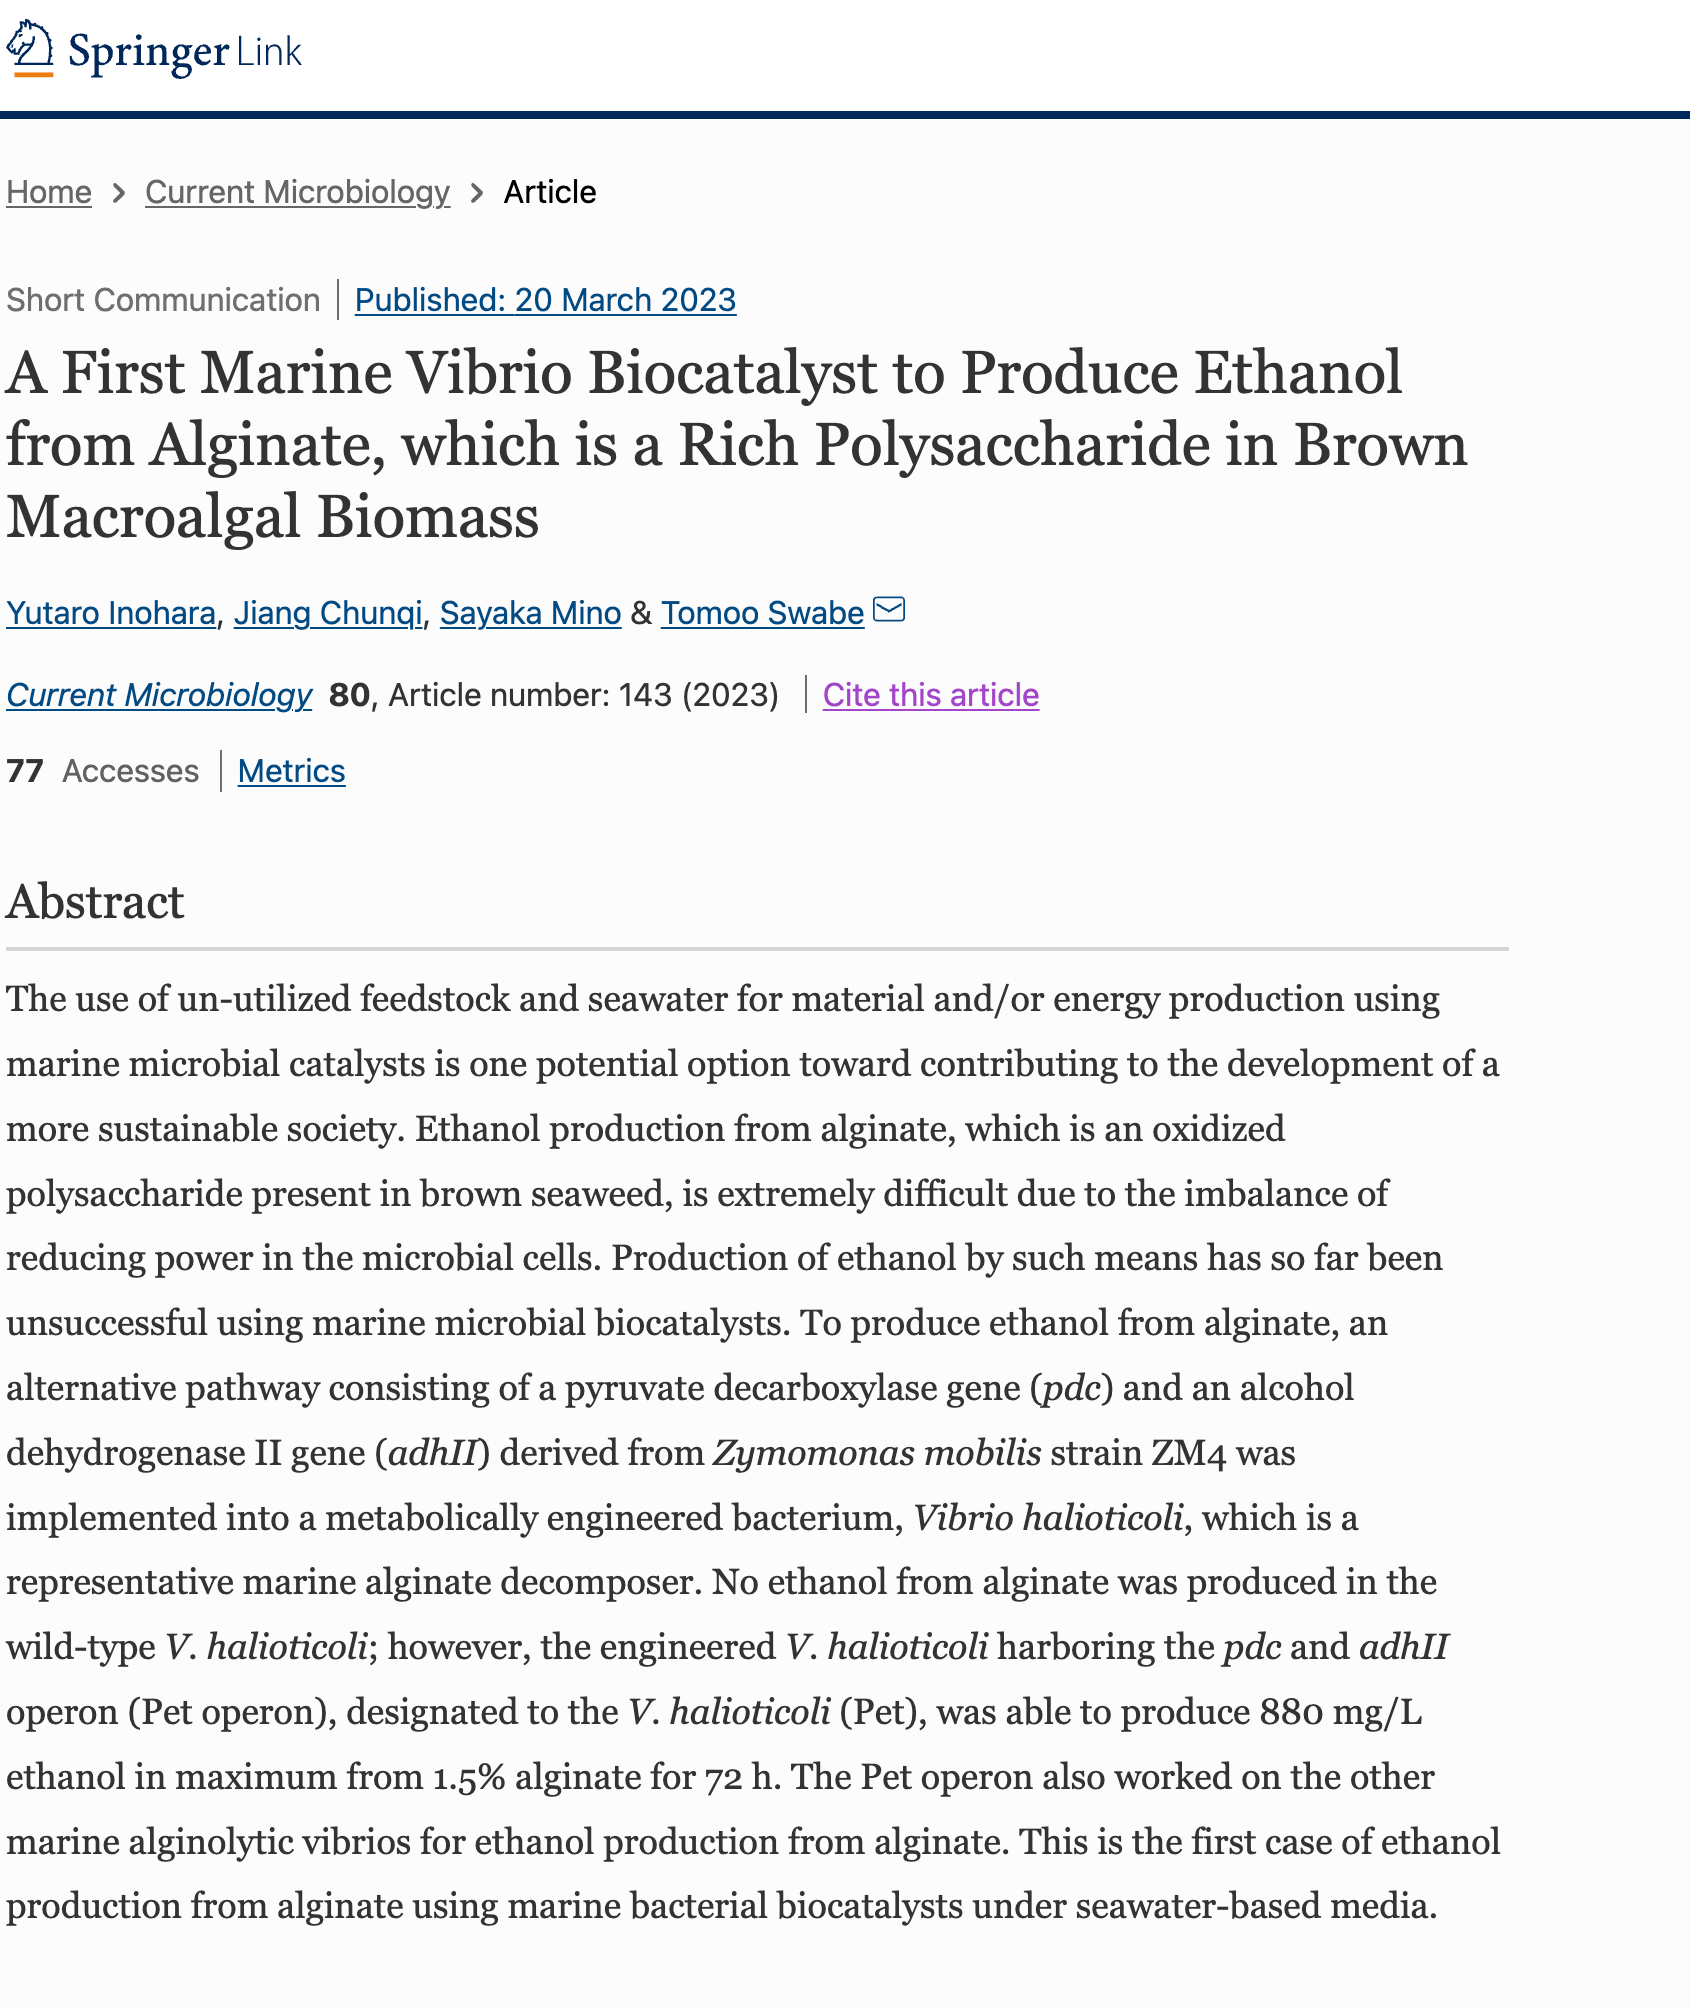 Springer Link
Home > Current Microbiology > Article
Short Communication | Published: 20 March 2023
A First Marine Vibrio Biocatalyst to Produce Ethanol
from Alginate, which is a Rich Polysaccharide in Brown
Macroalgal Biomass
Yutaro Inohara, Jiang Chunqi, Sayaka Mino & Tomoo Swabe
Current Microbiology 80, Article number: 143 (2023) | Cite this article
77 Accesses | Metrics
Abstract
The use of un-utilized feedstock and seawater for material and/or energy production using
marine microbial catalysts is one potential option toward contributing to the development of a
more sustainable society. Ethanol production from alginate, which is an oxidized
polysaccharide present in brown seaweed, is extremely difficult due to the imbalance of
reducing power in the microbial cells. Production of ethanol by such means has so far been
unsuccessful using marine microbial biocatalysts. To produce ethanol from alginate, an
alternative pathway consisting of a pyruvate decarboxylase gene (pdc) and an alcohol
dehydrogenase II gene (adhII) derived from Zymomonas mobilis strain ZM4 was
implemented into a metabolically engineered bacterium, Vibrio halioticoli, which is a
representative marine alginate decomposer. No ethanol from alginate was produced in the
wild-type V. halioticoli; however, the engineered V. halioticoli harboring the pdc and adhII
operon (Pet operon), designated to the V. halioticoli (Pet), was able to produce 880 mg/L
ethanol in maximum from 1.5% alginate for 72 h. The Pet operon also worked on the other
marine alginolytic vibrios for ethanol production from alginate. This is the first case of ethanol
production from alginate using marine bacterial biocatalysts under seawater-based media.